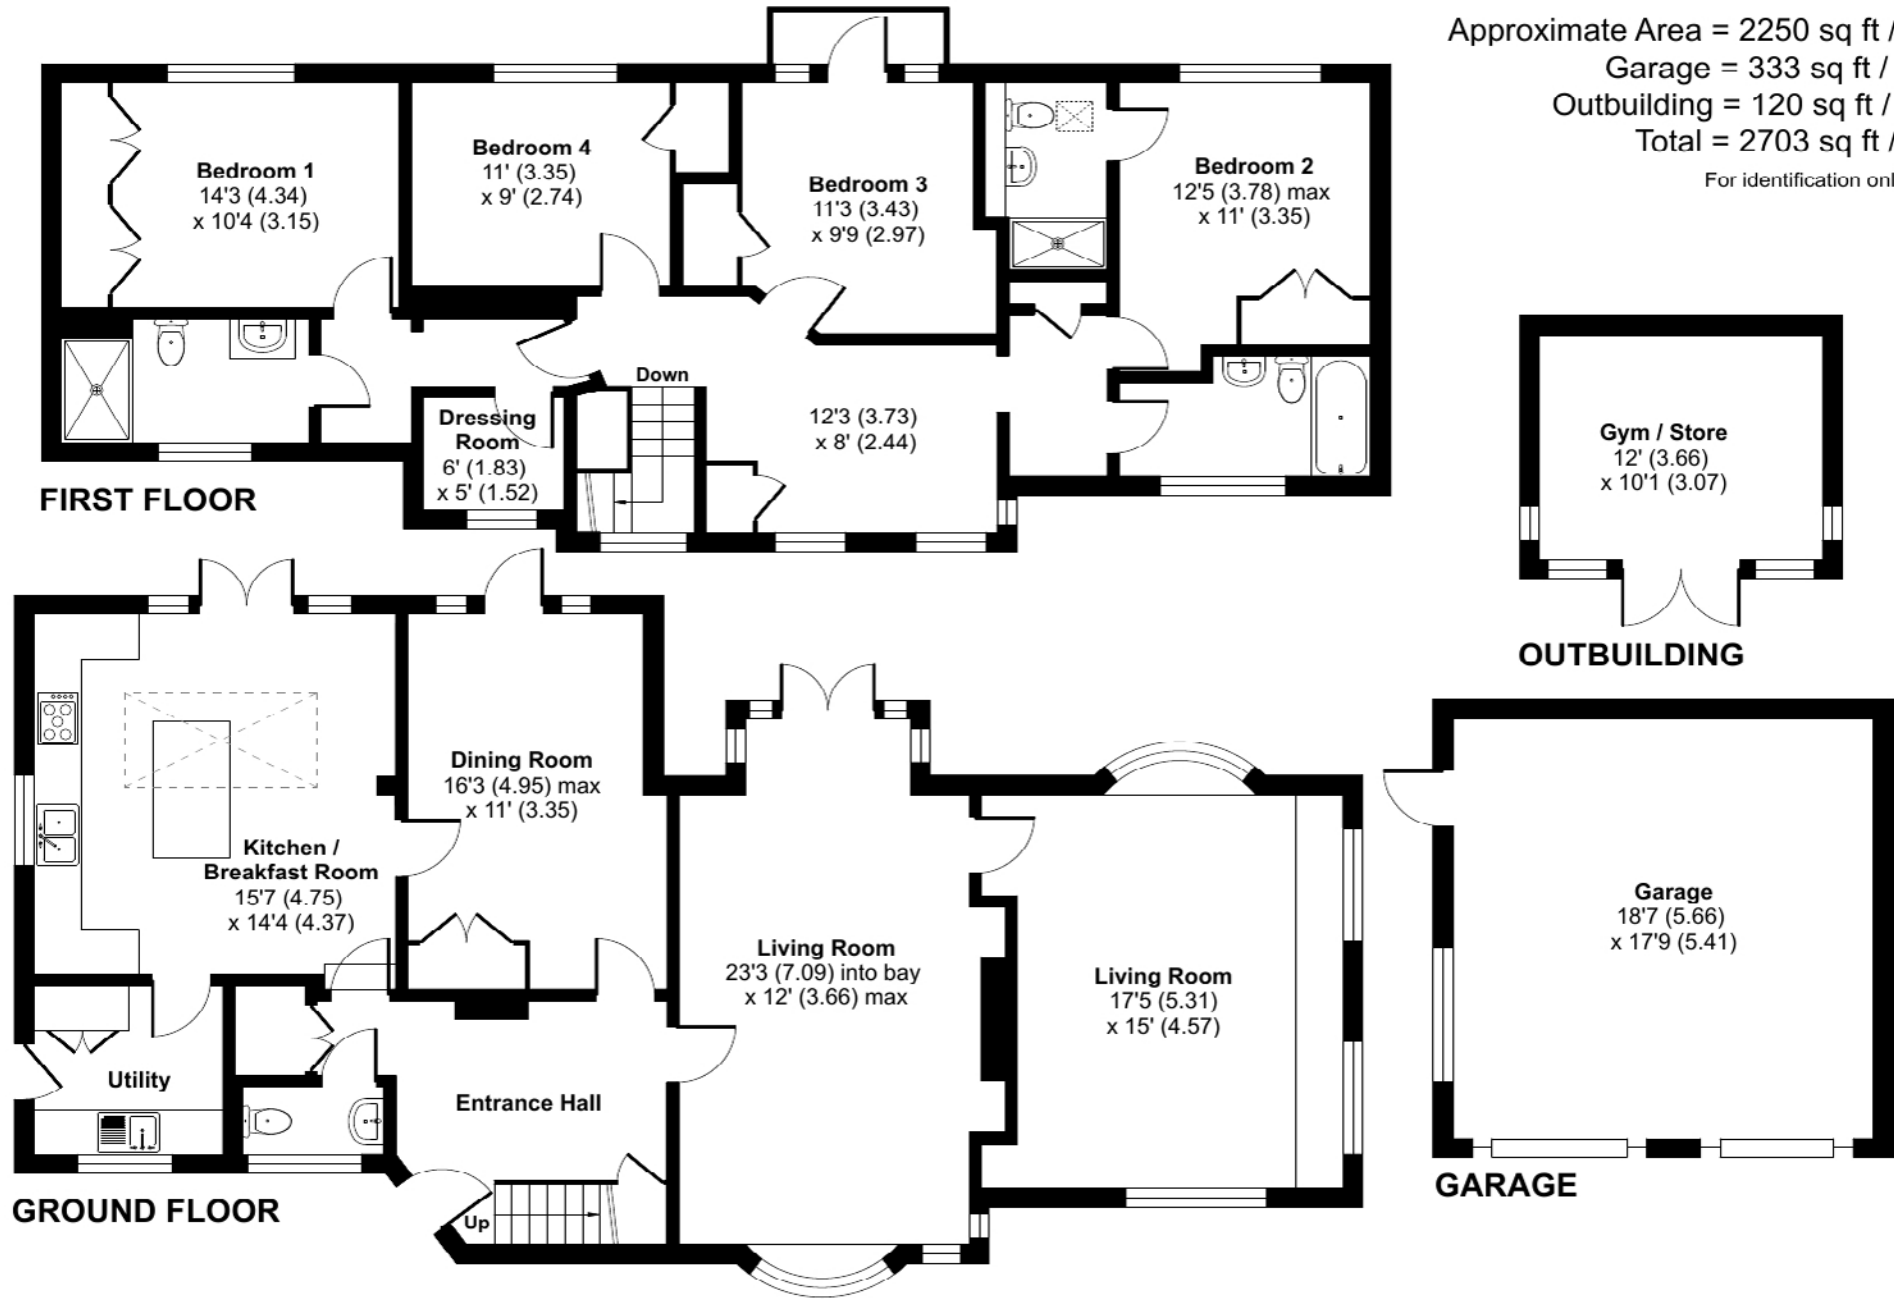 Approximate Area = 2250 sq ft /
Garage = 333 sq ft /
Outbuilding = 120 sq ft /
Total = 2703 sq ft /
For identification onl
Bedroom 1
14'3 (4.34)
x 10'4 (3.15)
Bedroom 4
11' (3.35)
x 9' (2.74)
Bedroom 3
11'3 (3.43)
x 9'9 (2.97)
Bedroom 2
12'5 (3.78) max
x 11' (3.35)
Down
Dressing
Room
6' (1.83)
x 5' (1.52)
12'3 (3.73)
x 8' (2.44)
FIRST FLOOR
Gym / Store
12' (3.66)
x 10'1 (3.07)
OUTBUILDING
Kitchen /
Breakfast Room
15'7 (4.75)
x 14'4 (4.37)
Dining Room
16'3 (4.95) max
x 11' (3.35)
Living Room
23'3 (7.09) into bay
x 12' (3.66) max
Living Room
17'5 (5.31)
x 15' (4.57)
Utility
Entrance Hall
Up
GROUND FLOOR
Garage
18'7 (5.66)
x 17'9 (5.41)
GARAGE